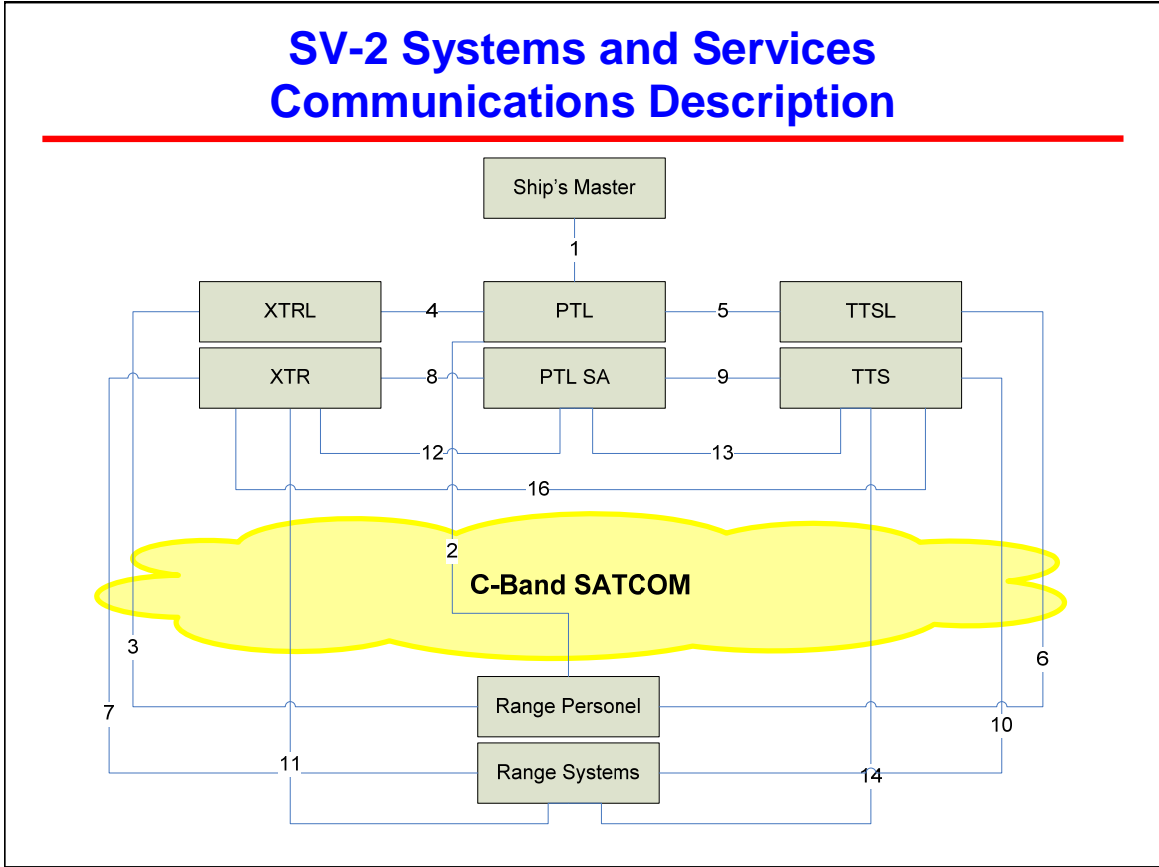 SV-2 Systems and Services
Communications Description
Ship's Master
1
XTRL
4
PTL
5
TTSL
XTR
8
PTL SA
9
TTS
12
13
16
2
C-Band SATCOM
3
6
Range Personel
7
10
11
Range Systems
14